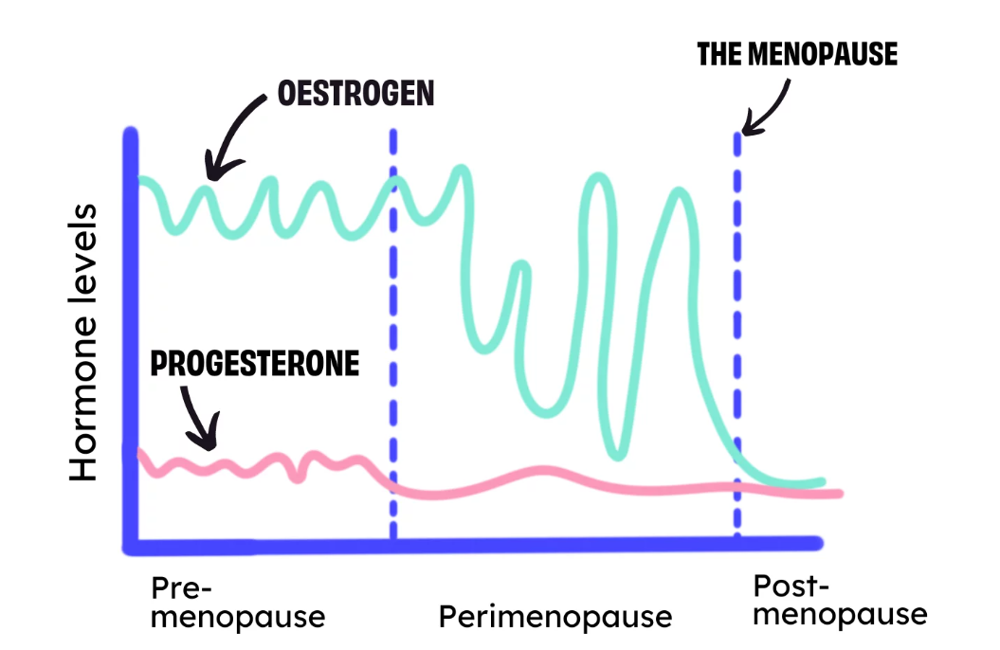 THE MENOPAUSE
OESTROGEN
Hormone levels
PROGESTERONE
Pre-
menopause
Perimenopause
Post-
menopause